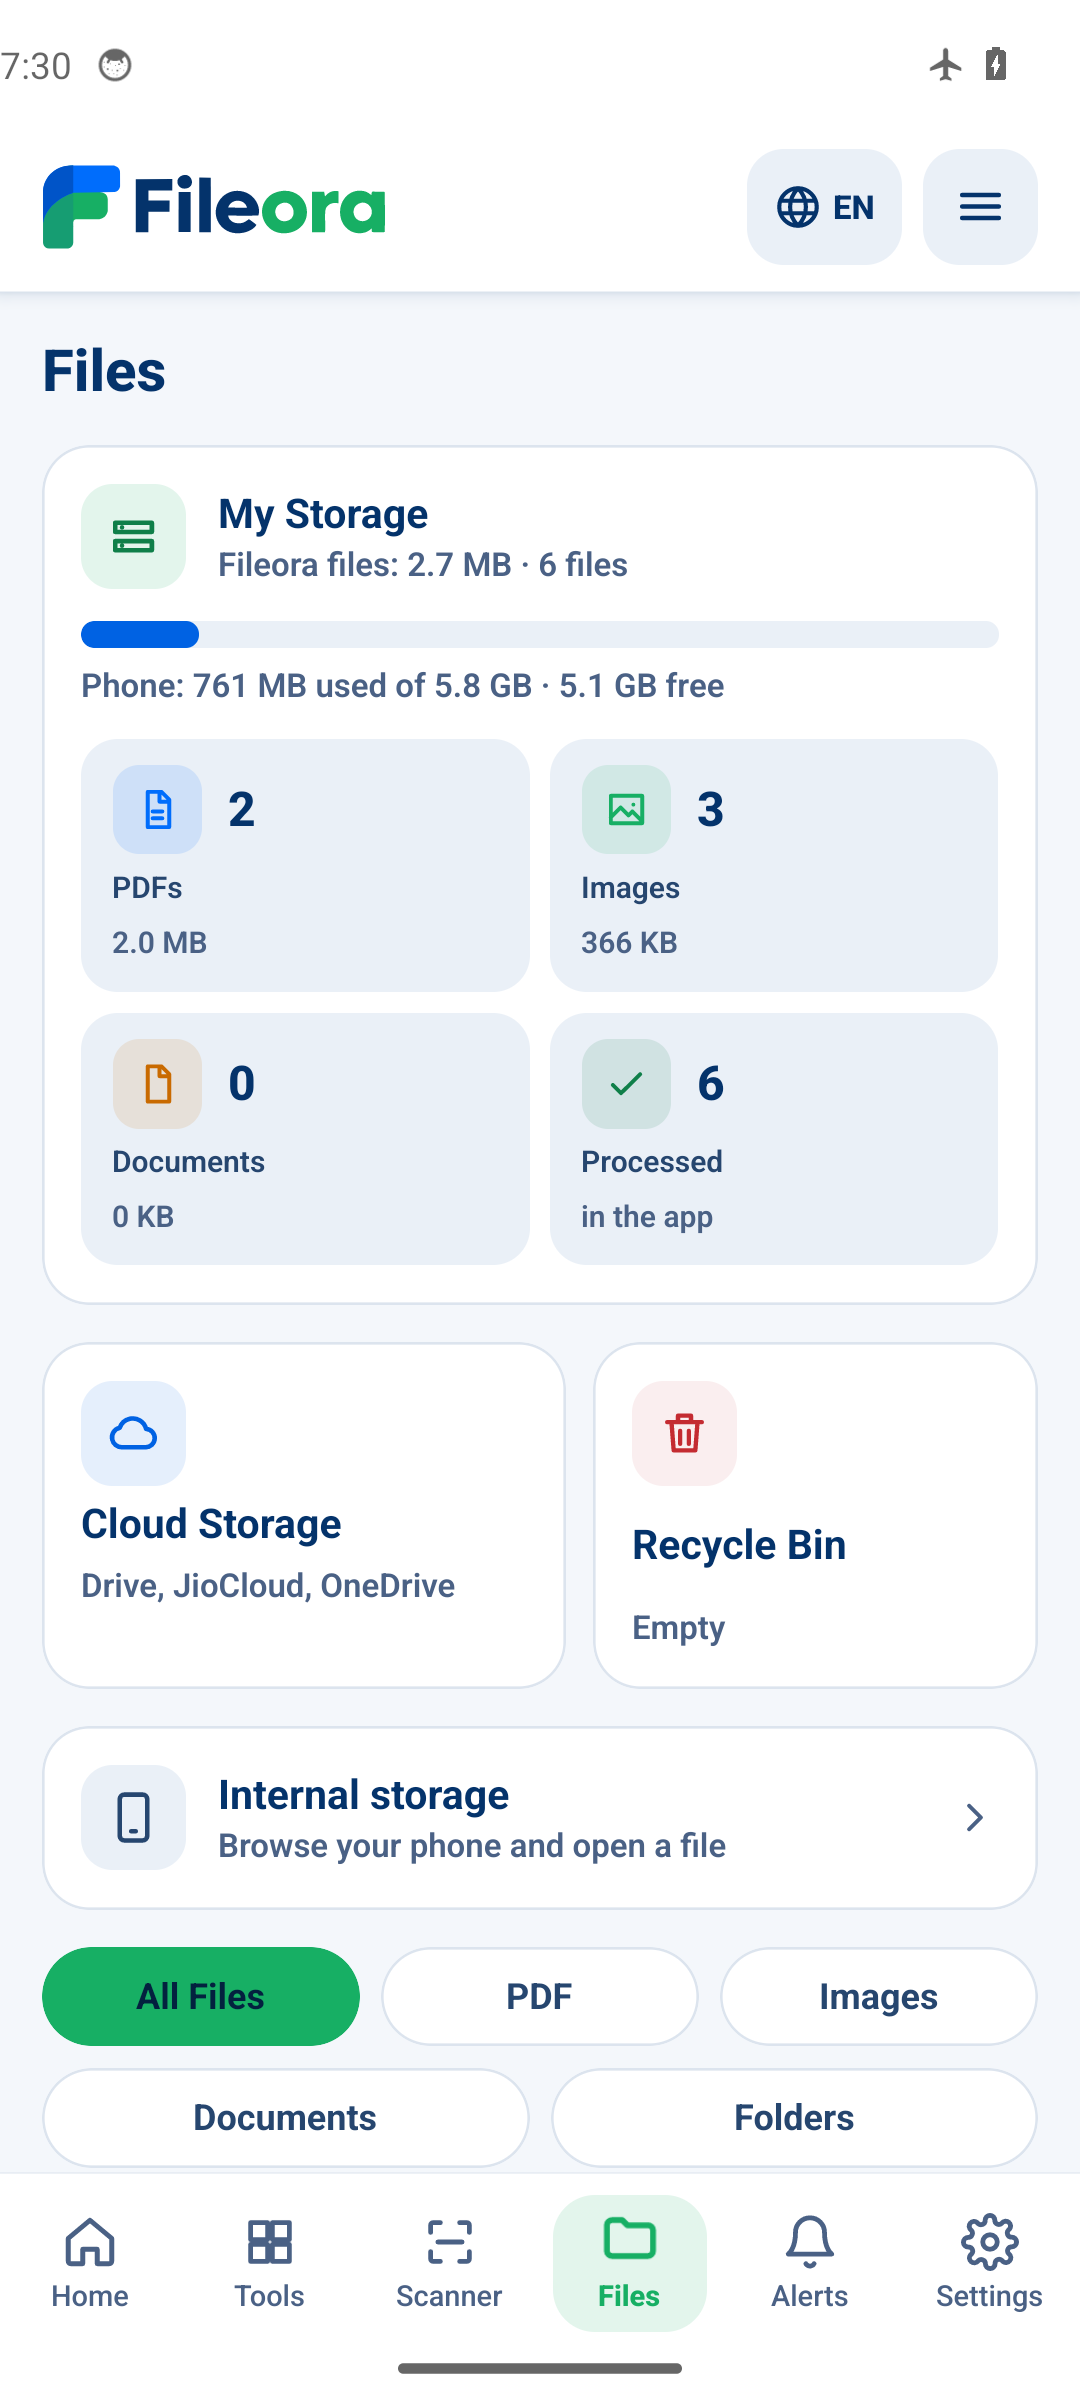 7:30
Fileora
EN
Files
My Storage
Fileora files: 2.7 MB · 6 files
Phone: 761 MB used of 5.8 GB · 5.1 GB free
2
PDFs
2.0 MB
3
Images
366 KB
0
Documents
0 KB
6
Processed
in the app
Cloud Storage
Drive, JioCloud, OneDrive
Recycle Bin
Empty
Internal storage
Browse your phone and open a file
All Files
PDF
Images
Documents
Folders
Home
Tools
Scanner
Files
Alerts
Settings